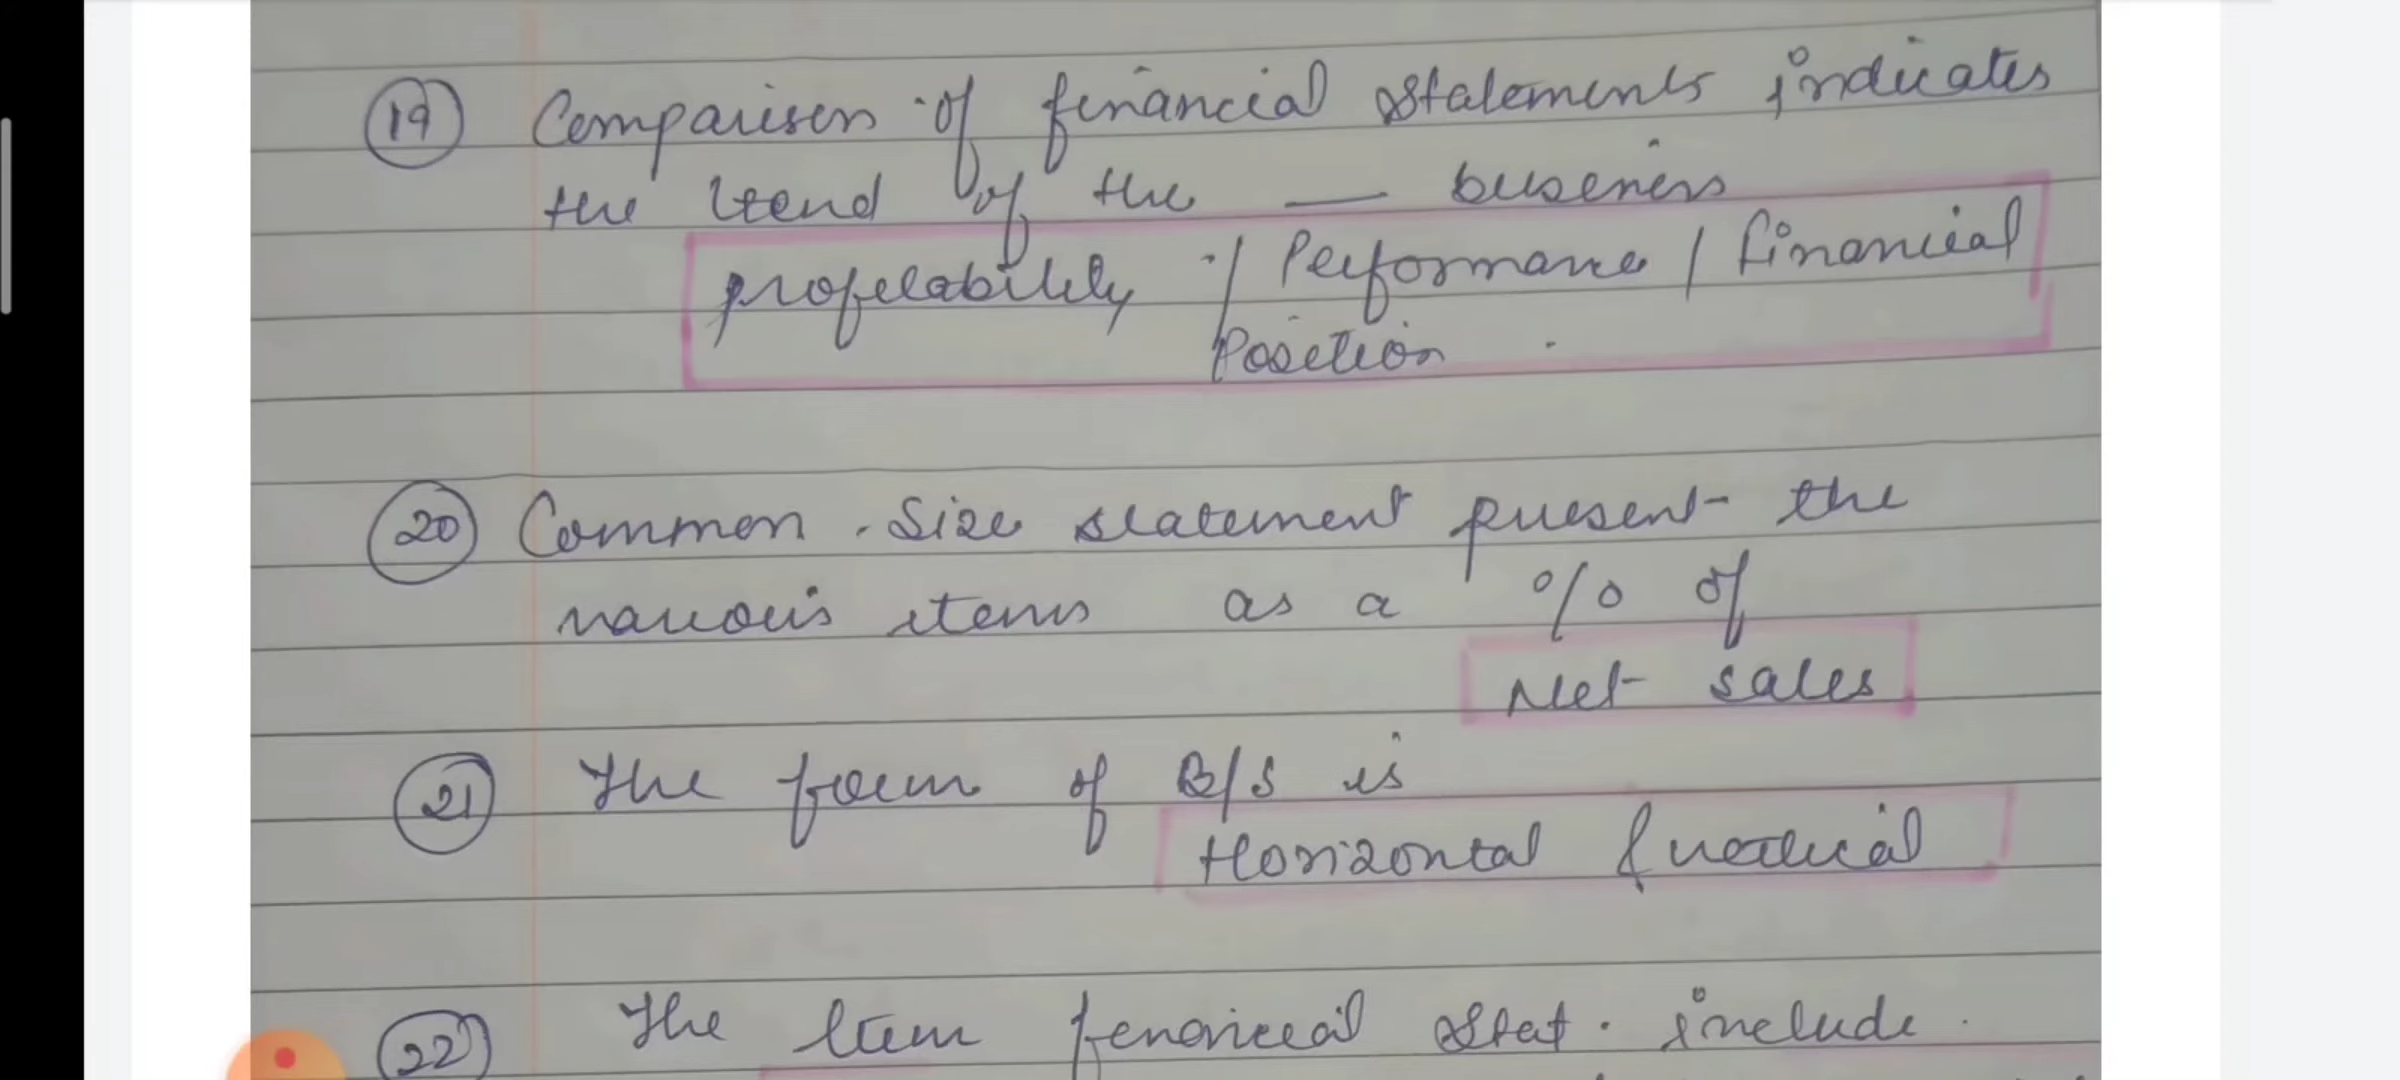 19 Comparison of financial statements indicates
the trend of the — business
profitability / Performance / financial
Position .
20 Common . Size statement present the
various items as a % of
Net sales
21 The form of B/S is
Horizontal & vertical
22 The term financial Stat . include .